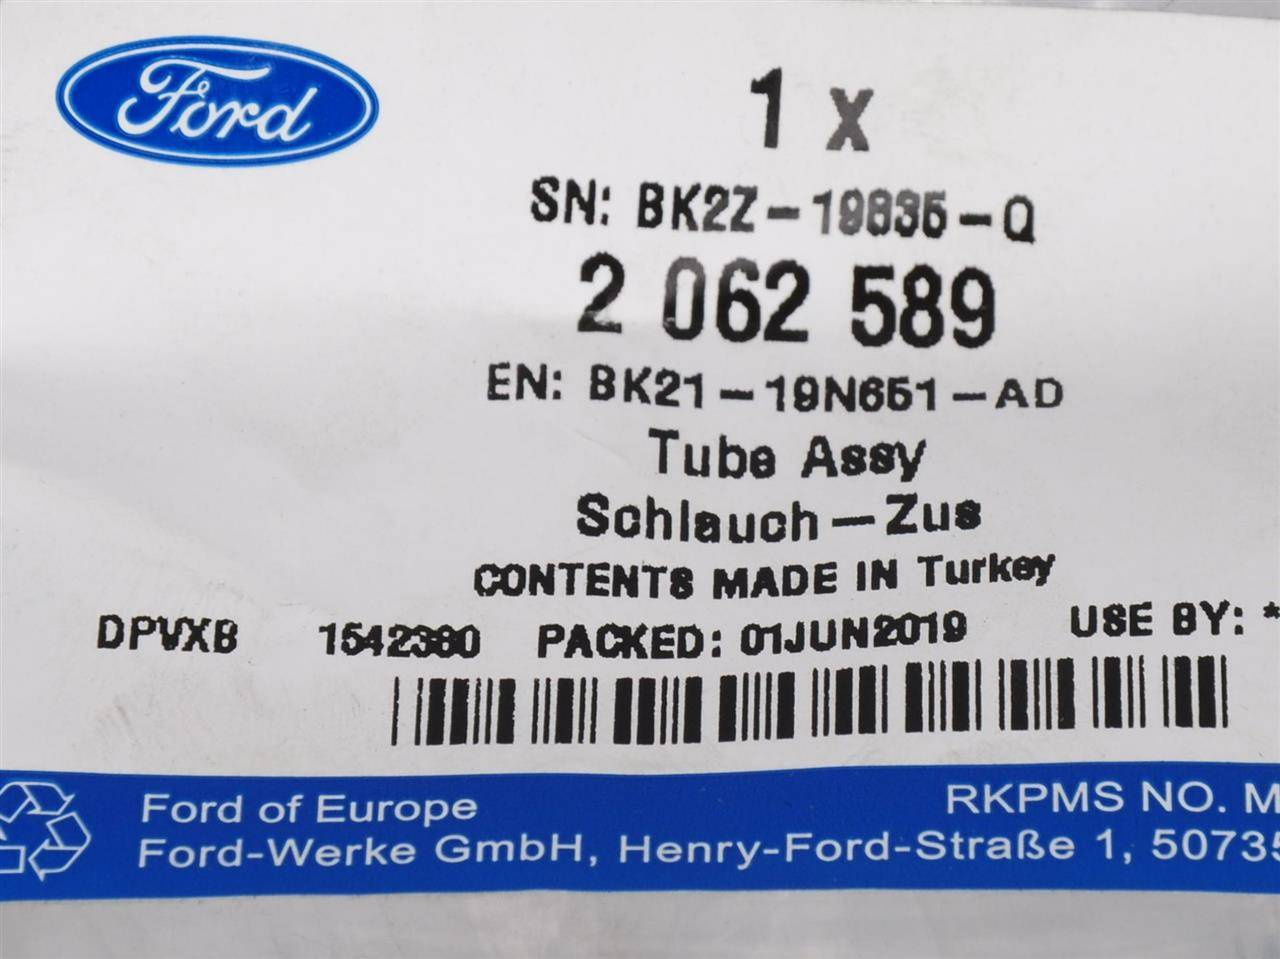 Ford
1 x
SN: BK2Z-19835-Q
2 062 589
EN: BK21-19N651-AD
Tube Assy
Schlauch-Zus
CONTENTS MADE IN Turkey
DPVXB 1542380 PACKED: 01JUN2019 USE BY: *
Ford of Europe RKPMS NO. M
Ford-Werke GmbH, Henry-Ford-Straße 1, 50735